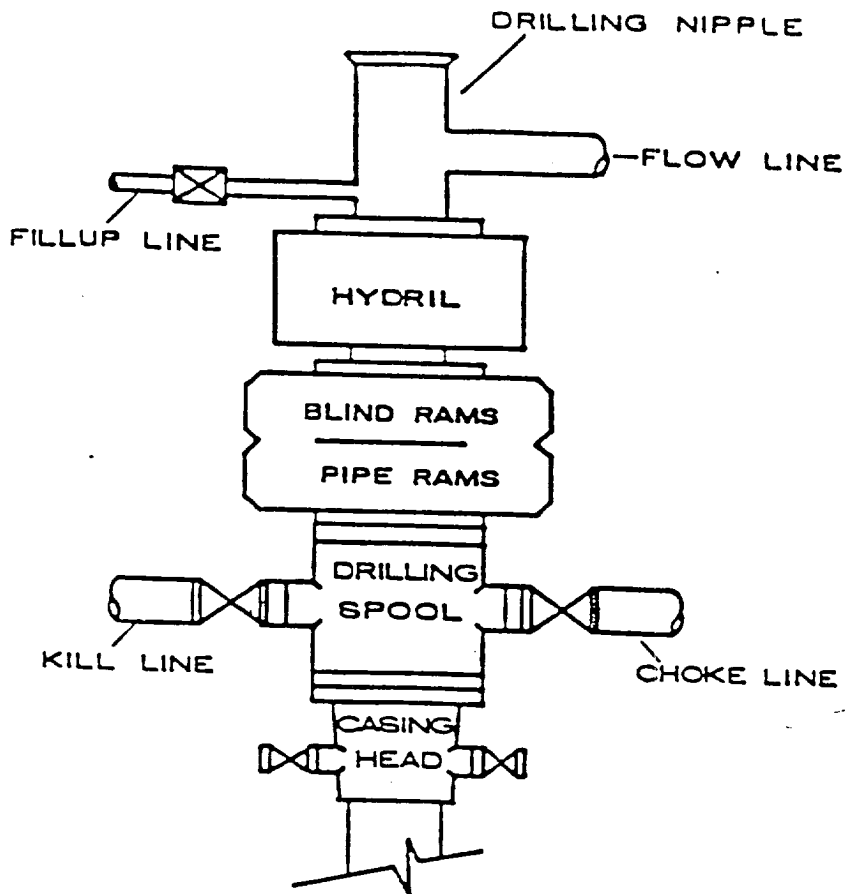 DRILLING NIPPLE
FLOW LINE
FILLUP LINE
HYDRIL
BLIND RAMS
PIPE RAMS
DRILLING
SPOOL
KILL LINE
CHOKE LINE
CASING
HEAD